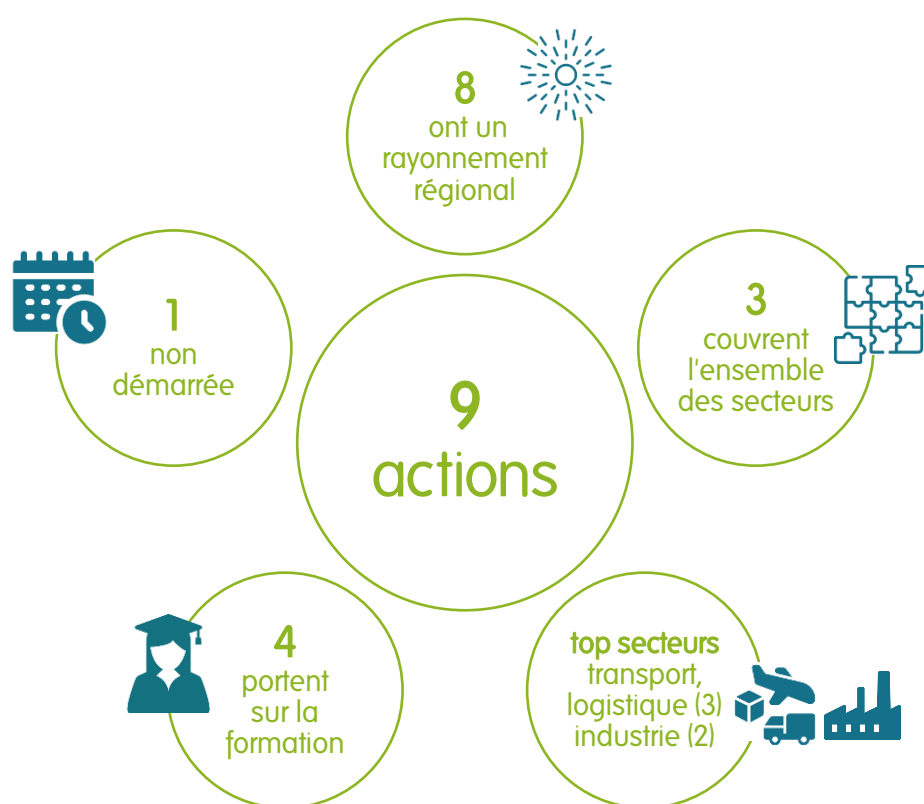 8
ont un
rayonnement
régional
1
non
démarrée
3
couvrent
l'ensemble
des secteurs
9
actions
4
portent
sur la
formation
top secteurs
transport,
logistique (3)
industrie (2)